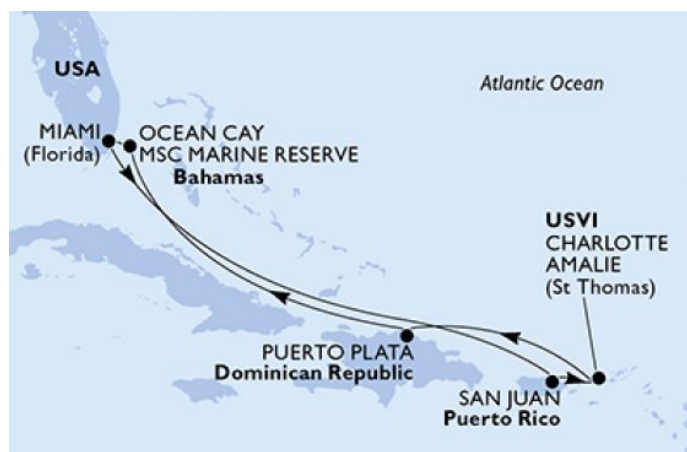 USA
Atlantic Ocean
MIAMI
(Florida)
OCEAN CAY
MSC MARINE RESERVE
Bahamas
USVI
CHARLOTTE
AMALIE
(St Thomas)
PUERTO PLATA
Dominican Republic
SAN JUAN
Puerto Rico